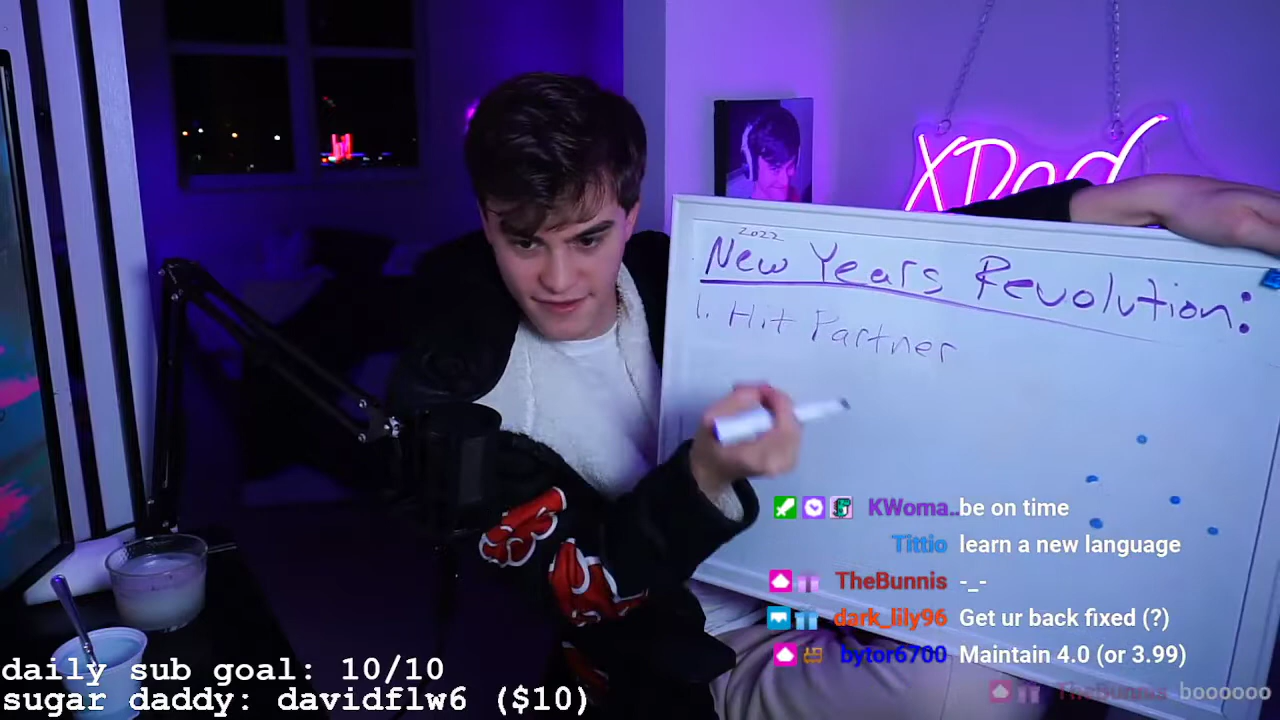 XDed
2022
New Years Revolution:
1. Hit Partner
KWoma.. be on time
Tittio learn a new language
TheBunnis -_-
dark_lily96 Get ur back fixed (?)
bytor6700 Maintain 4.0 (or 3.99)
TheBunnis boooooo
daily sub goal: 10/10
sugar daddy: davidflw6 ($10)